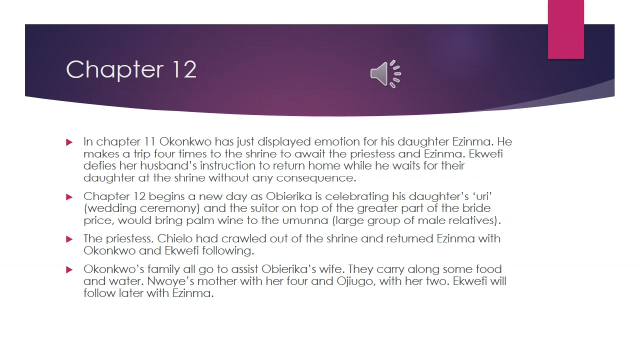 Chapter 12
In chapter 11 Okonkwo has just displayed emotion for his daughter Ezinma. He
makes a trip four times to the shrine to await the priestess and Ezinma. Ekwefi
defies her husband's instruction to return home while he waits for their
daughter at the shrine without any consequence.
Chapter 12 begins a new day as Obierika is celebrating his daughter's 'uri'
(wedding ceremony) and the suitor on top of the greater part of the bride
price, would bring palm wine to the umunna (large group of male relatives).
The priestess, Chielo had crawled out of the shrine and returned Ezinma with
Okonkwo and Ekwefi following.
Okonkwo's family all go to assist Obierika's wife. They carry along some food
and water. Nwoye's mother with her four and Ojiugo, with her two. Ekwefi will
follow later with Ezinma.